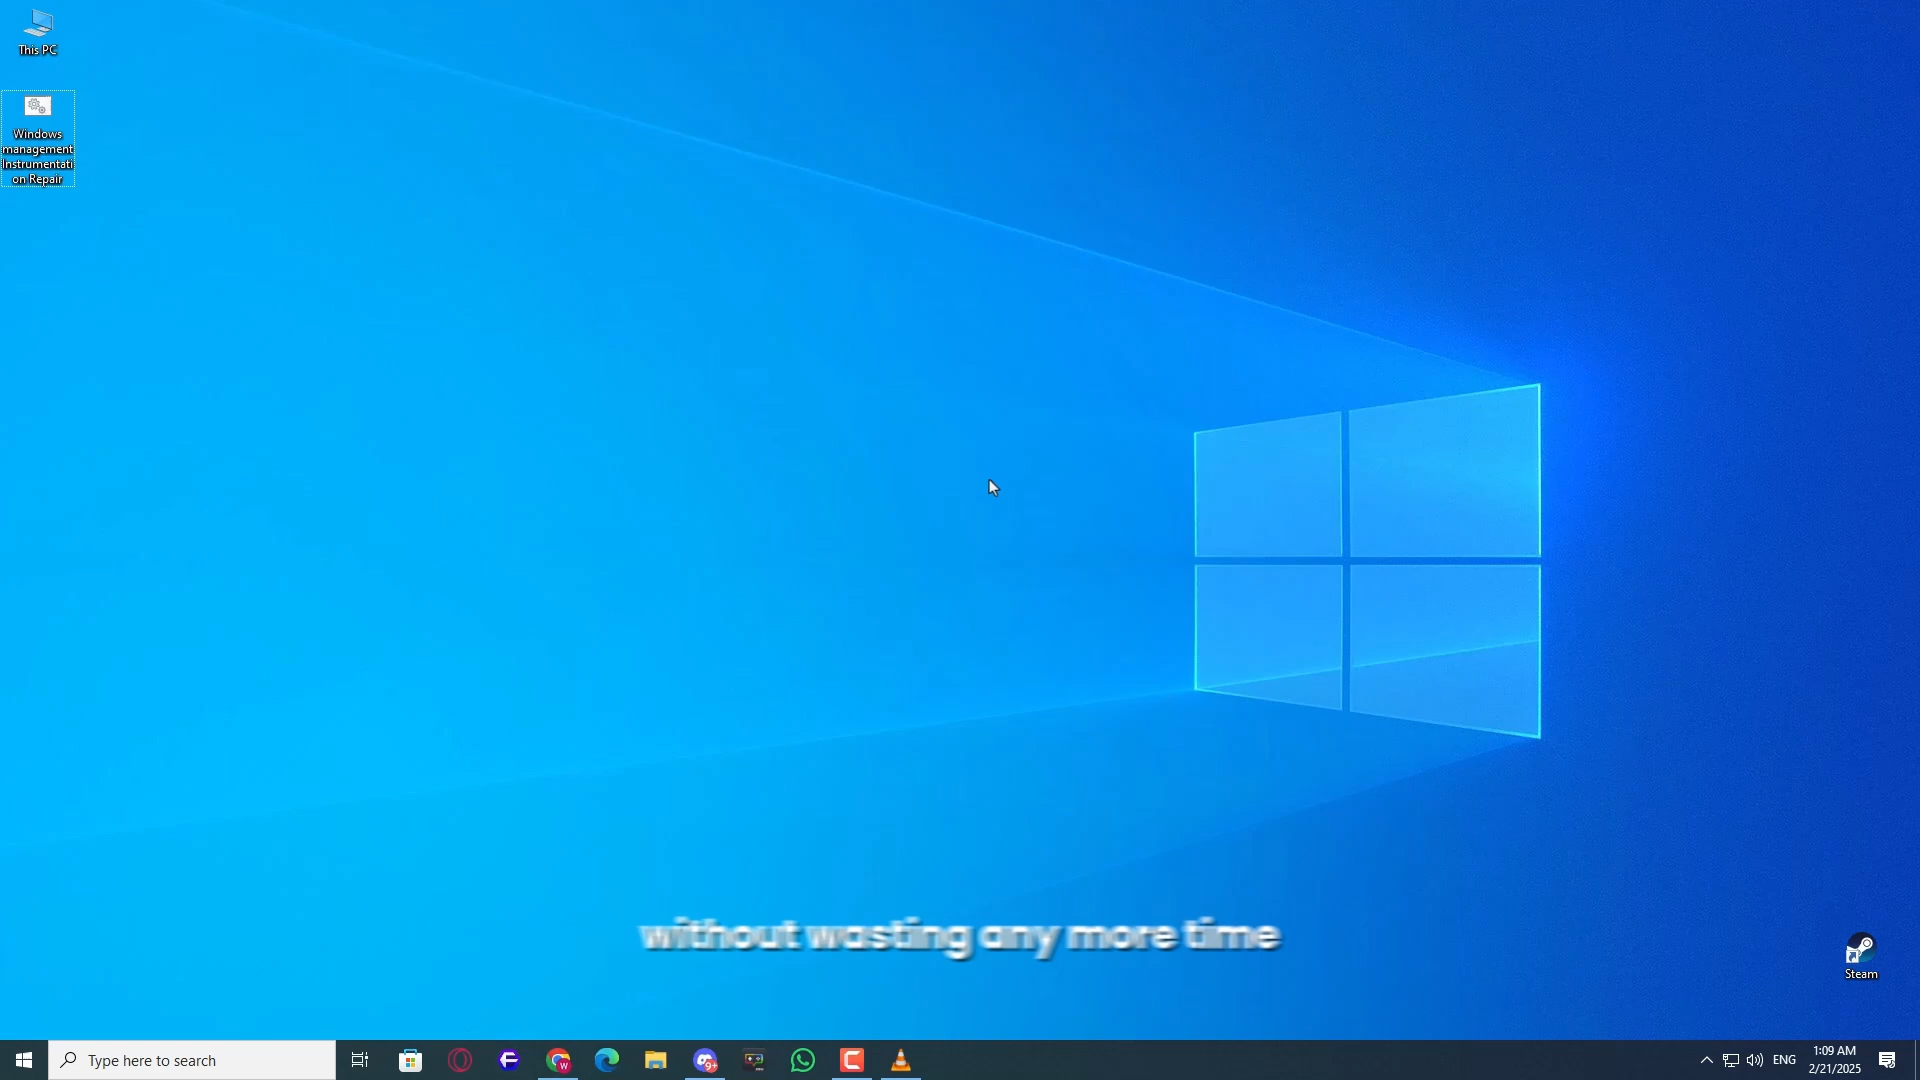 This PC
Windows
management
Instrumentati
on Repair
without wasting any more time
Steam
Type here to search
9+
ENG
1:09 AM
2/21/2025